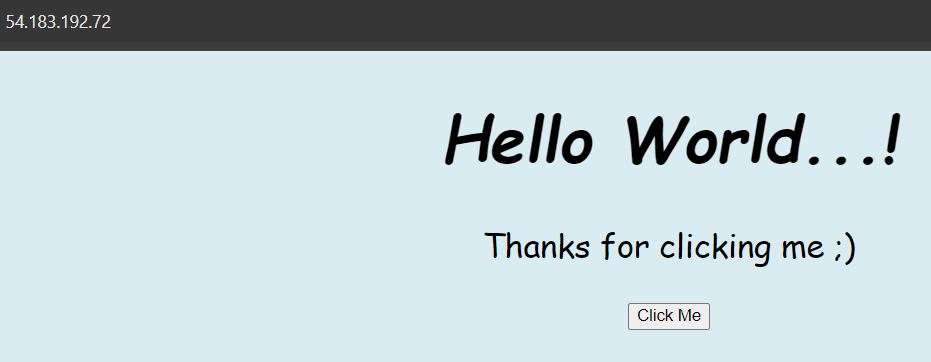 54.183.192.72
Hello World...!
Thanks for clicking me ;)
Click Me